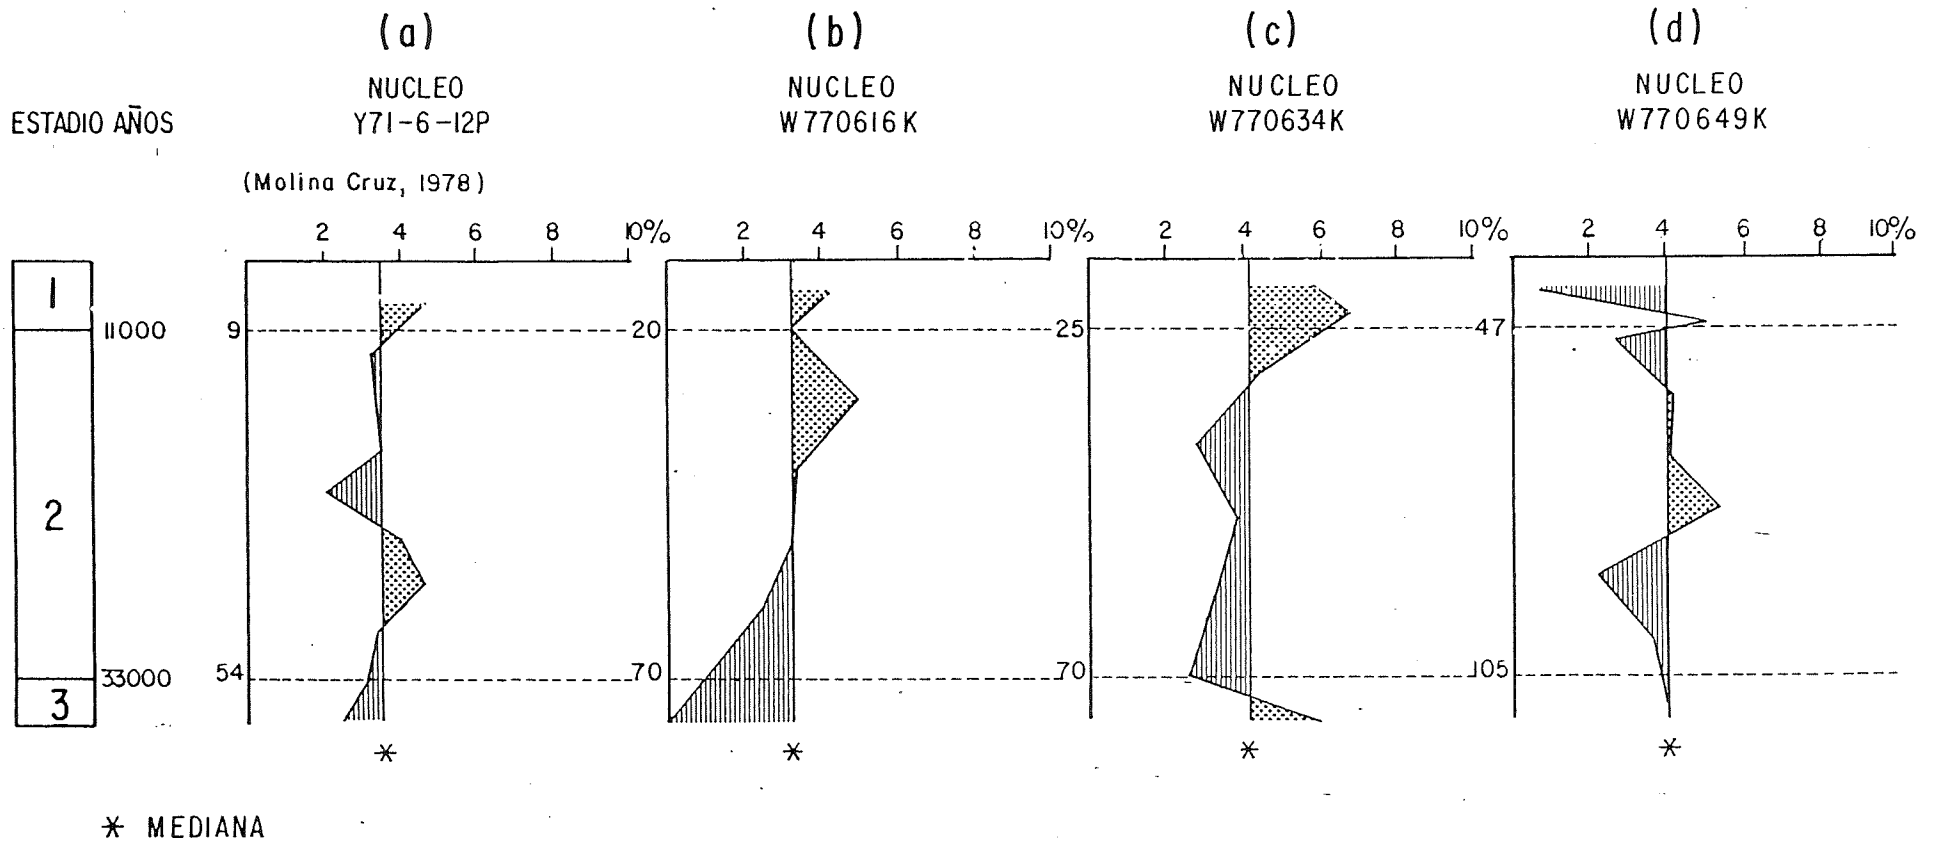 (a)
NUCLEO
Y71-6-12P
(Molina Cruz, 1978)
(b)
NUCLEO
W770616K
(c)
NUCLEO
W770634K
(d)
NUCLEO
W770649K
ESTADIO AÑOS
2 4 6 8 10%
2 4 6 8 10%
2 4 6 8 10%
2 4 6 8 10%
1
11000 9 20 25 47
2
33000 54 70 70 105
3
* * * *
* MEDIANA